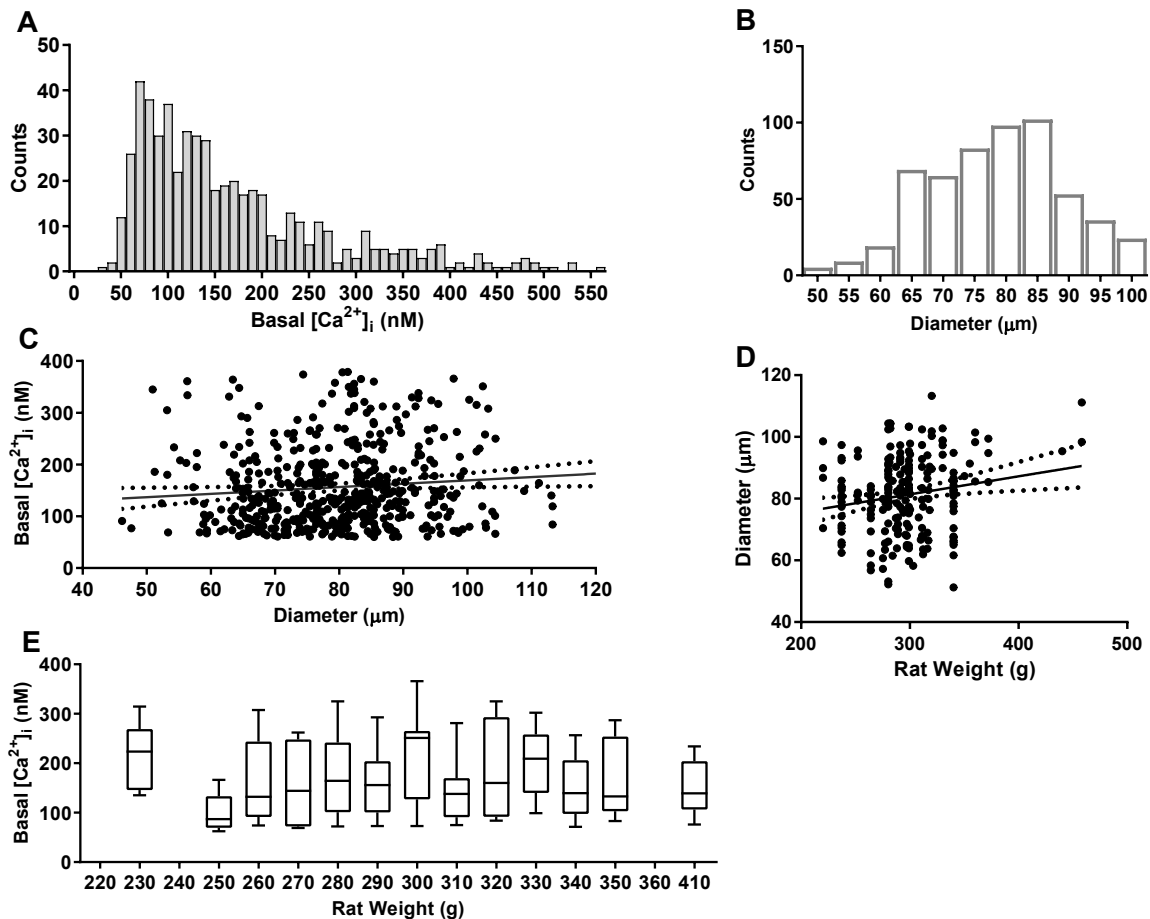 A
50
40
30
20
10
0
Counts
0 50 100 150 200 250 300 350 400 450 500 550
Basal [Ca²⁺]ᵢ (nM)
B
150
100
50
0
Counts
50 55 60 65 70 75 80 85 90 95 100
Diameter (μm)
C
400
300
200
100
0
Basal [Ca²⁺]ᵢ (nM)
40 50 60 70 80 90 100 110 120
Diameter (μm)
D
120
100
80
60
40
Diameter (μm)
200 300 400 500
Rat Weight (g)
E
400
300
200
100
0
Basal [Ca²⁺]ᵢ (nM)
220 230 240 250 260 270 280 290 300 310 320 330 340 350 360 410
Rat Weight (g)